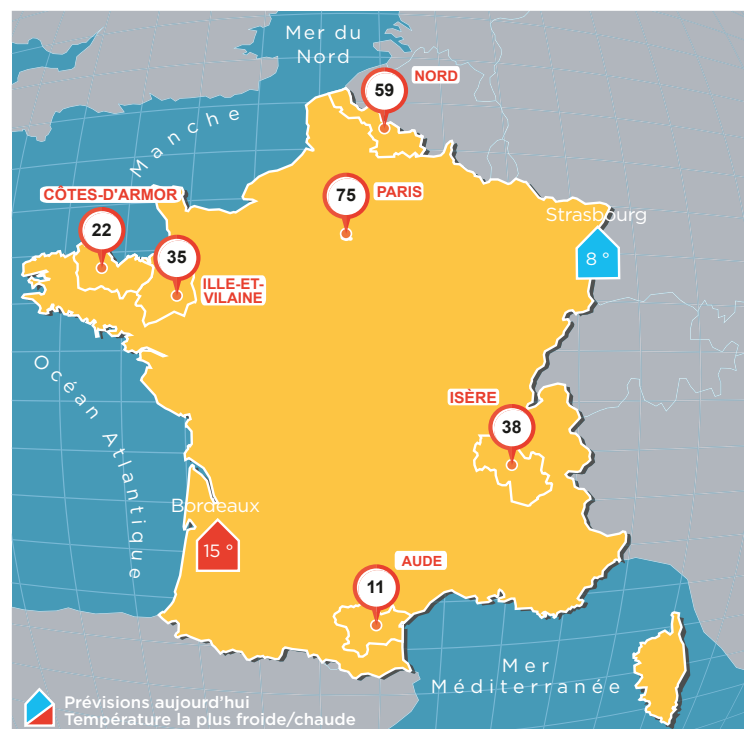 Mer du
Nord
NORD
59
Manche
CÔTES-D'ARMOR
22
75
PARIS
Strasbourg
8 °
35
ILLE-ET-
VILAINE
Océan Atlantique
ISÈRE
38
Bordeaux
15 °
AUDE
11
Mer
Méditerranée
Prévisions aujourd'hui
Température la plus froide/chaude